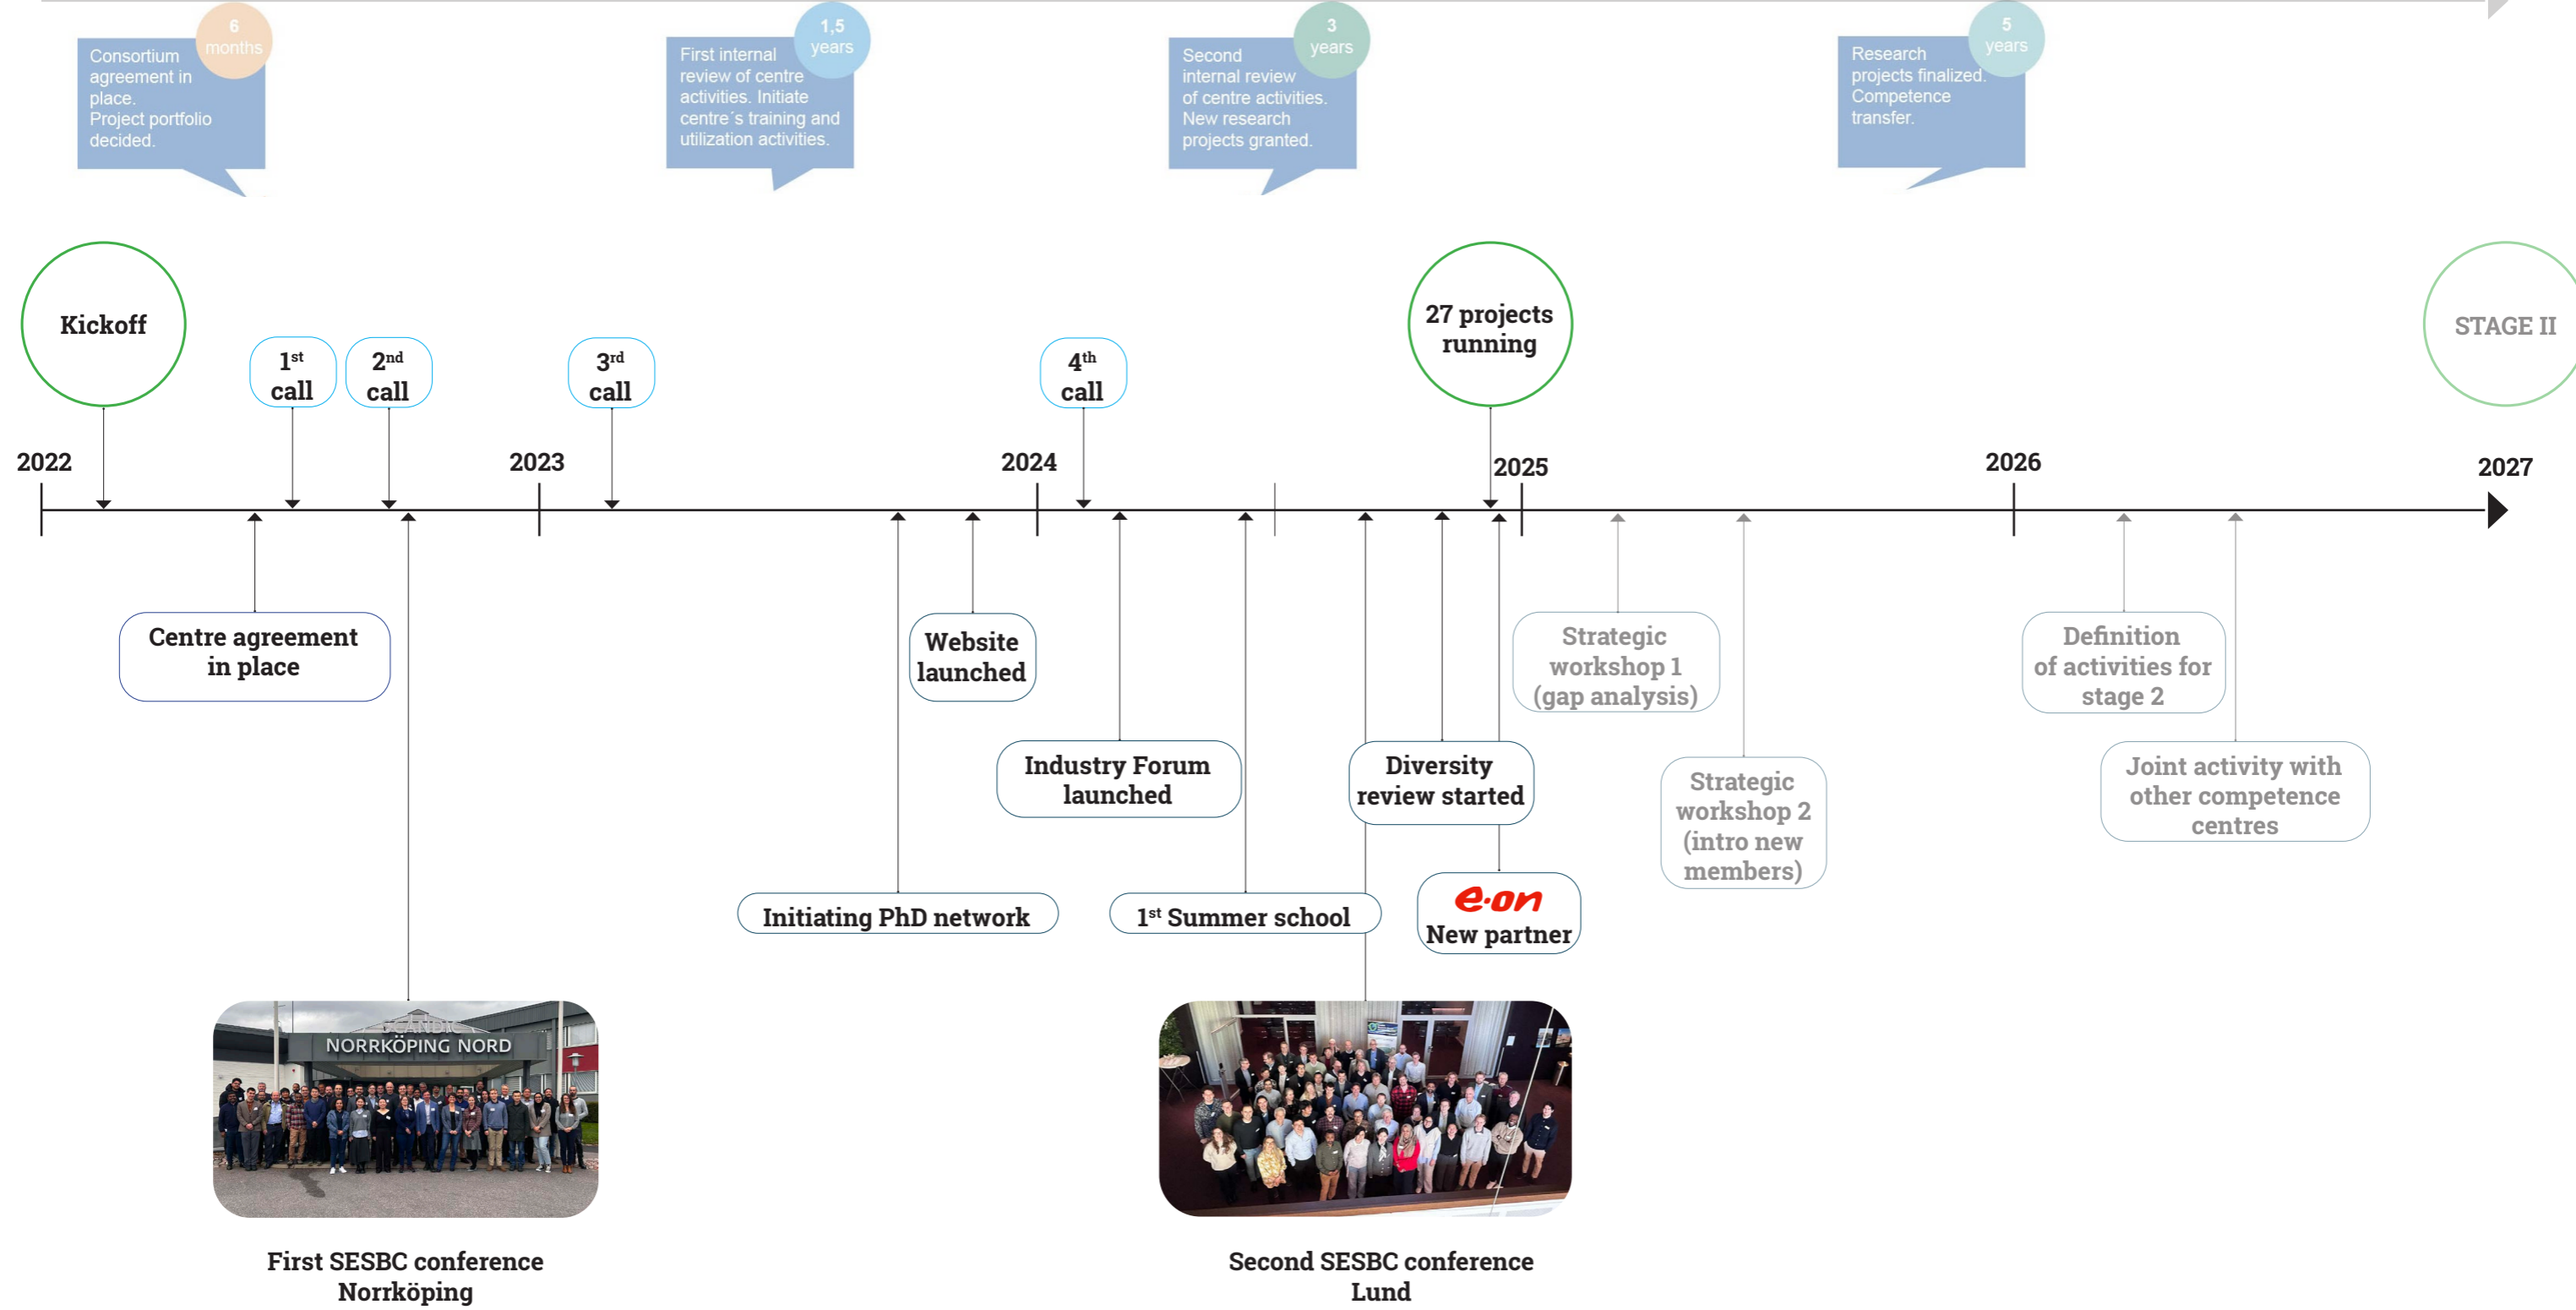 6
months
Consortium
agreement in
place.
Project portfolio
decided.
1,5
years
First internal
review of centre
activities. Initiate
centre´s training and
utilization activities.
3
years
Second
internal review
of centre activities.
New research
projects granted.
5
years
Research
projects finalized.
Competence
transfer.
Kickoff
1st
call
2nd
call
3rd
call
4th
call
27 projects
running
STAGE II
2022
2023
2024
2025
2026
2027
Centre agreement
in place
Website
launched
Industry Forum
launched
Diversity
review started
Strategic
workshop 1
(gap analysis)
Strategic
workshop 2
(intro new
members)
Definition
of activities for
stage 2
Joint activity with
other competence
centres
Initiating PhD network
1st Summer school
e·on
New partner
SCANDIC
NORRKÖPING NORD
First SESBC conference
Norrköping
Second SESBC conference
Lund